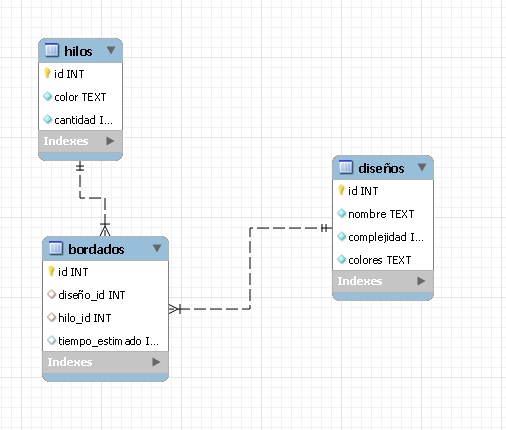 hilos
id INT
color TEXT
cantidad I...
Indexes
diseños
id INT
nombre TEXT
complejidad I...
colores TEXT
Indexes
bordados
id INT
diseño_id INT
hilo_id INT
tiempo_estimado I...
Indexes